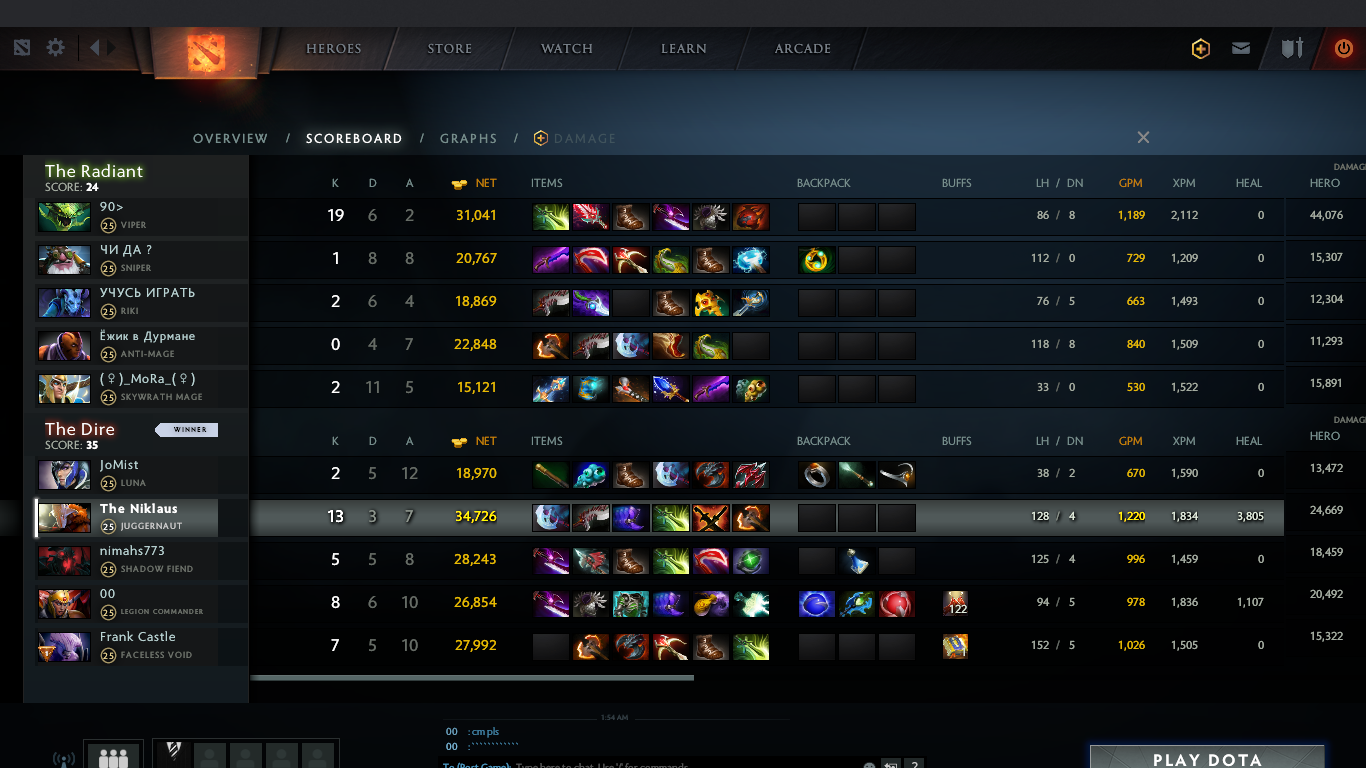 HEROES STORE WATCH LEARN ARCADE
OVERVIEW / SCOREBOARD / GRAPHS / DAMAGE
The Radiant
SCORE: 24
K D A NET ITEMS BACKPACK BUFFS LH / DN GPM XPM HEAL HERO
DAMAG
90>
25 VIPER
19 6 2 31,041 86 / 8 1,189 2,112 0 44,076
ЧИ ДА ?
25 SNIPER
1 8 8 20,767 112 / 0 729 1,209 0 15,307
УЧУСЬ ИГРАТЬ
25 RIKI
2 6 4 18,869 76 / 5 663 1,493 0 12,304
Ёжик в Дурмане
25 ANTI-MAGE
0 4 7 22,848 118 / 8 840 1,509 0 11,293
(♀)_MoRa_(♀)
25 SKYWRATH MAGE
2 11 5 15,121 33 / 0 530 1,522 0 15,891
The Dire WINNER
SCORE: 35
K D A NET ITEMS BACKPACK BUFFS LH / DN GPM XPM HEAL HERO
DAMAG
JoMist
25 LUNA
2 5 12 18,970 38 / 2 670 1,590 0 13,472
The Niklaus
25 JUGGERNAUT
13 3 7 34,726 128 / 4 1,220 1,834 3,805 24,669
nimahs773
25 SHADOW FIEND
5 5 8 28,243 125 / 4 996 1,459 0 18,459
00
25 LEGION COMMANDER
8 6 10 26,854 122 94 / 5 978 1,836 1,107 20,492
Frank Castle
25 FACELESS VOID
7 5 10 27,992 1 152 / 5 1,026 1,505 0 15,322
1:54 AM
00 : cm pls
00 : ````````````
To (Post Game): Type here to chat. Use '/' for commands.
?
PLAY DOTA